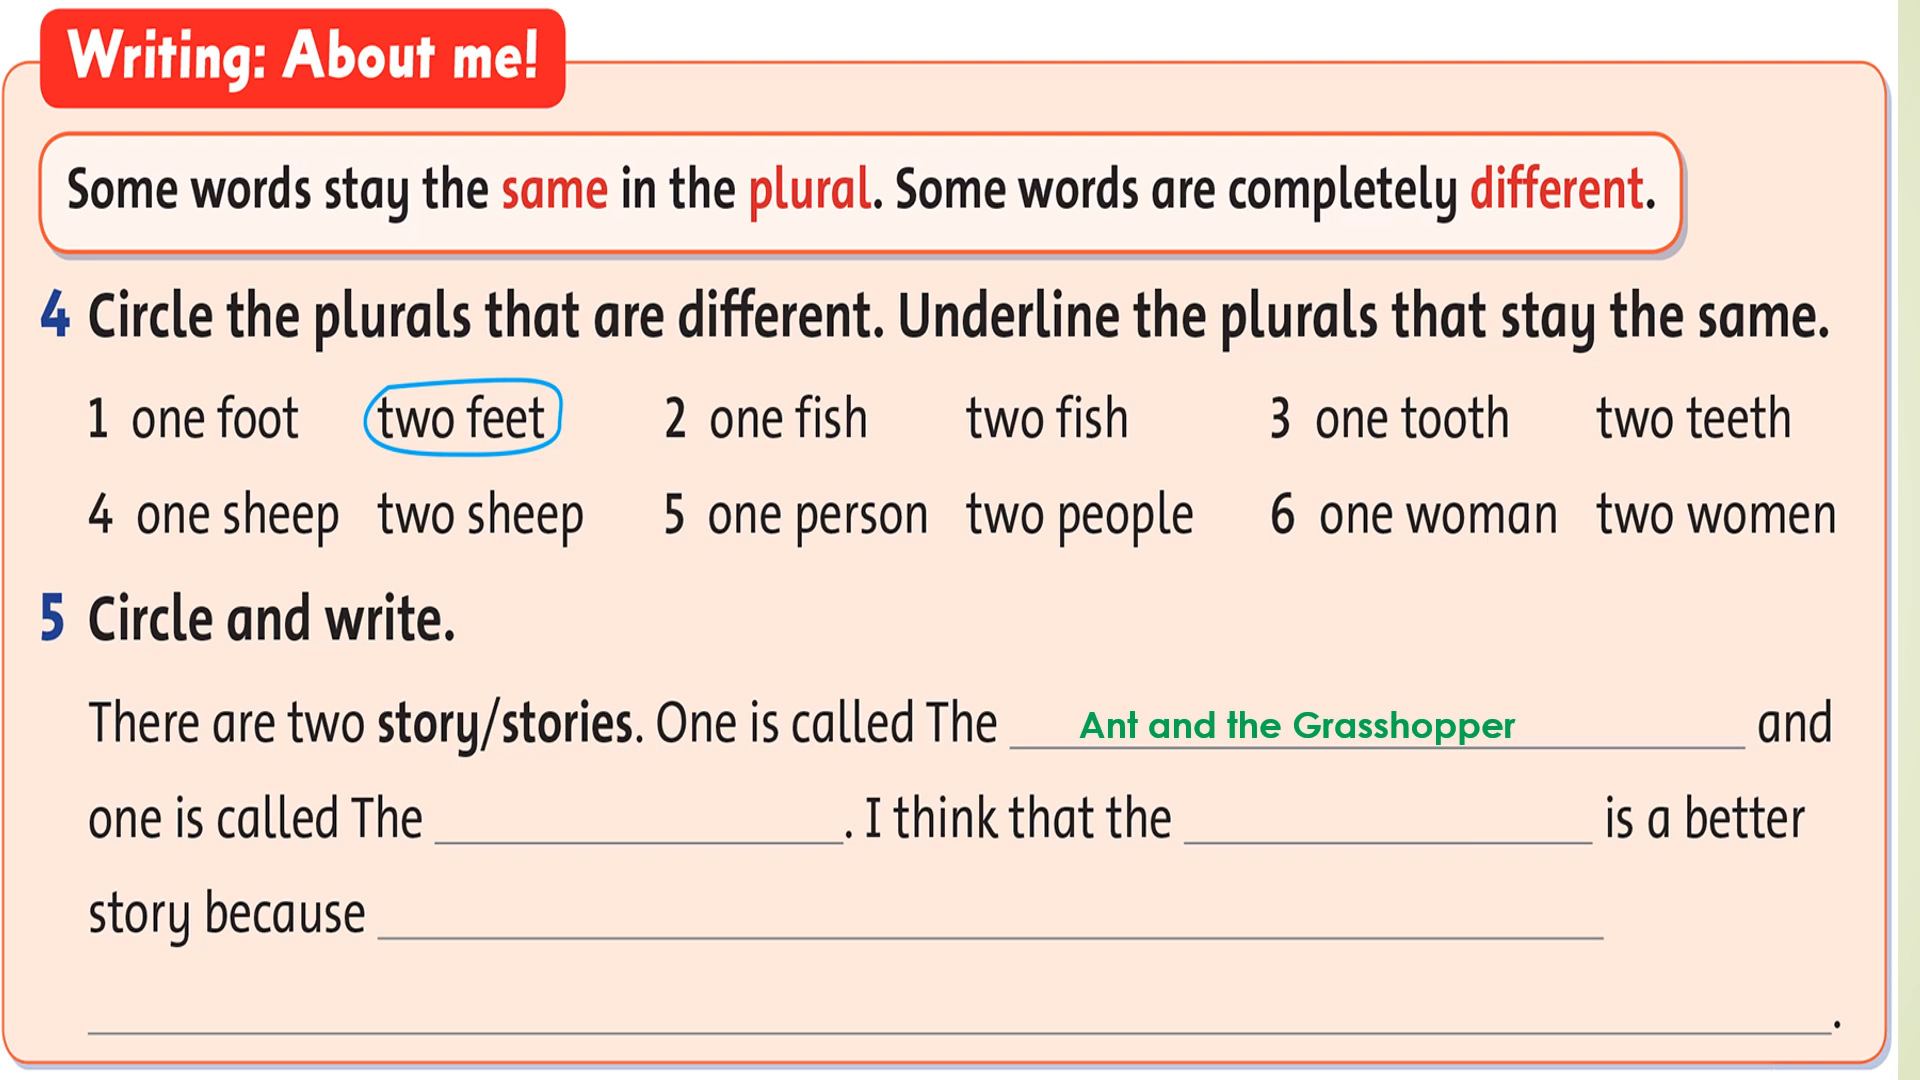 Writing: About me!
Some words stay the same in the plural. Some words are completely different.
4 Circle the plurals that are different. Underline the plurals that stay the same.
1 one foot two feet 2 one fish two fish 3 one tooth two teeth
4 one sheep two sheep 5 one person two people 6 one woman two women
5 Circle and write.
There are two story/stories. One is called The Ant and the Grasshopper and
one is called The ____________. I think that the ____________ is a better
story because ____________
____________.